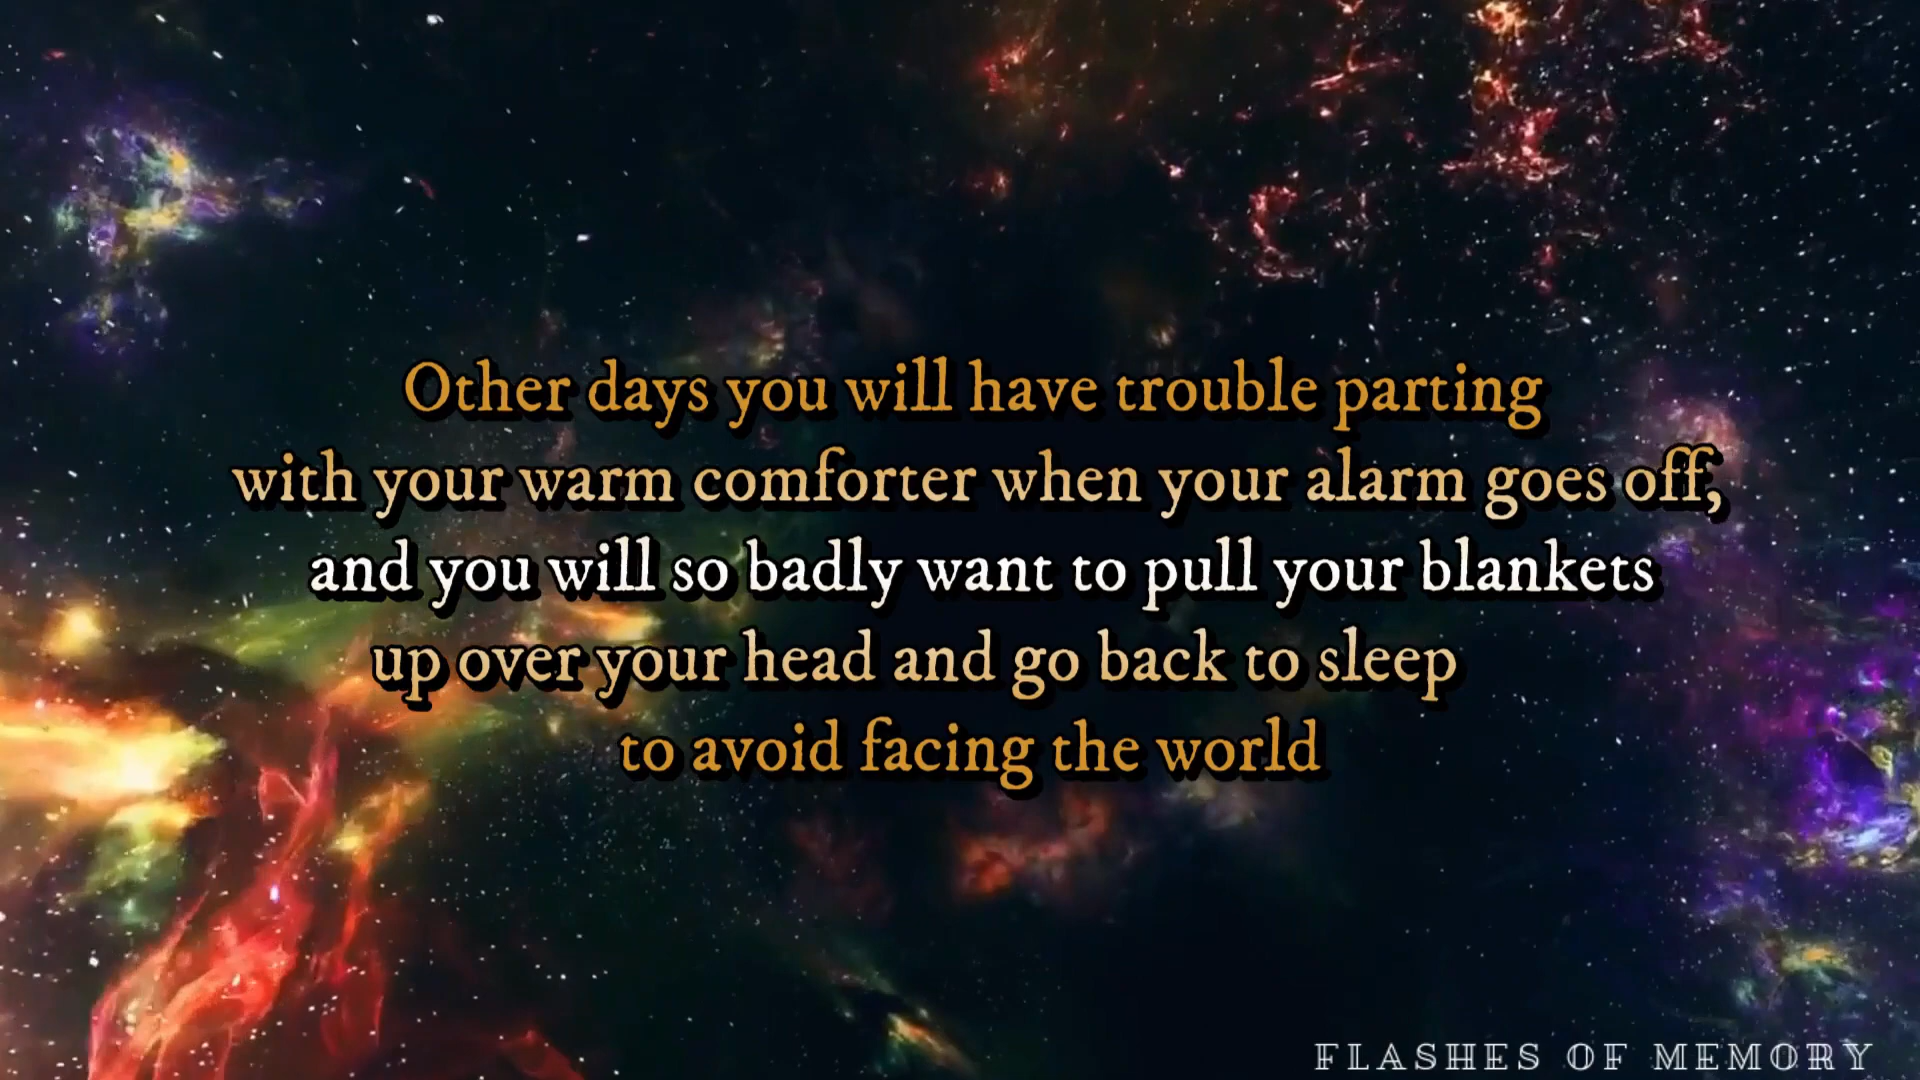 Other days you will have trouble parting
with your warm comforter when your alarm goes off,
and you will so badly want to pull your blankets
up over your head and go back to sleep
to avoid facing the world
FLASHES OF MEMORY